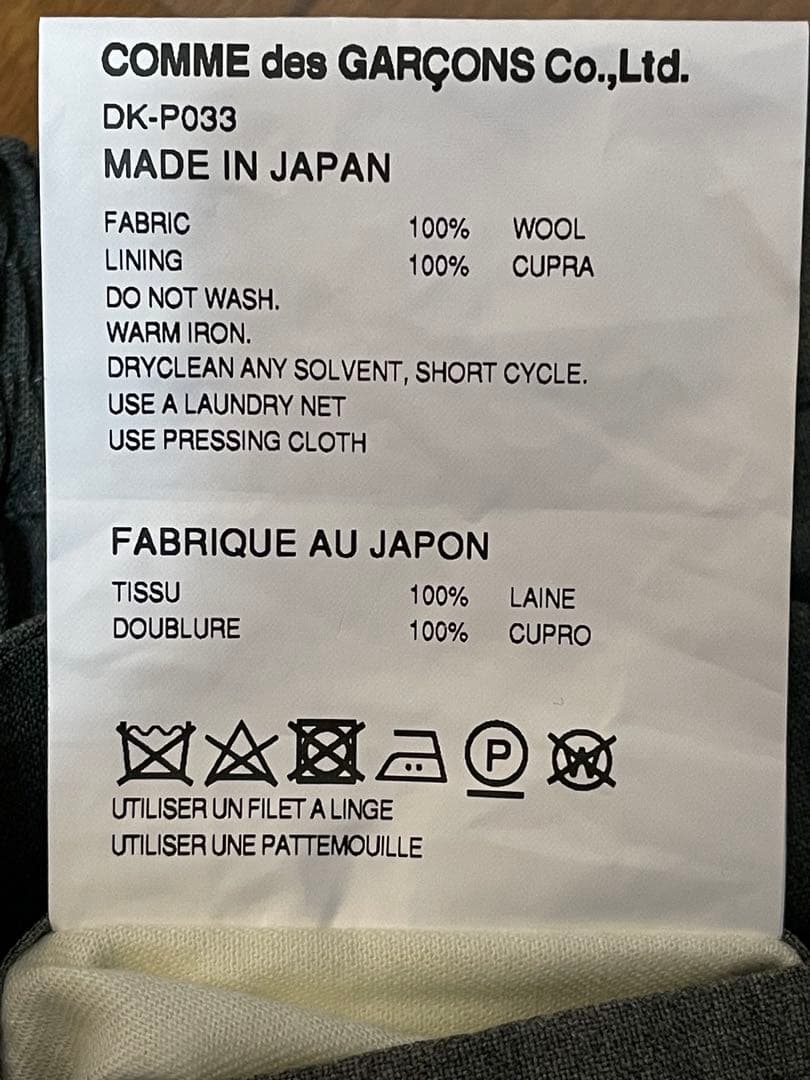 COMME des GARÇONS Co.,Ltd.
DK-P033
MADE IN JAPAN
FABRIC 100% WOOL
LINING 100% CUPRA
DO NOT WASH.
WARM IRON.
DRYCLEAN ANY SOLVENT, SHORT CYCLE.
USE A LAUNDRY NET
USE PRESSING CLOTH
FABRIQUE AU JAPON
TISSU 100% LAINE
DOUBLURE 100% CUPRO
P W
UTILISER UN FILET A LINGE
UTILISER UNE PATTEMOUILLE